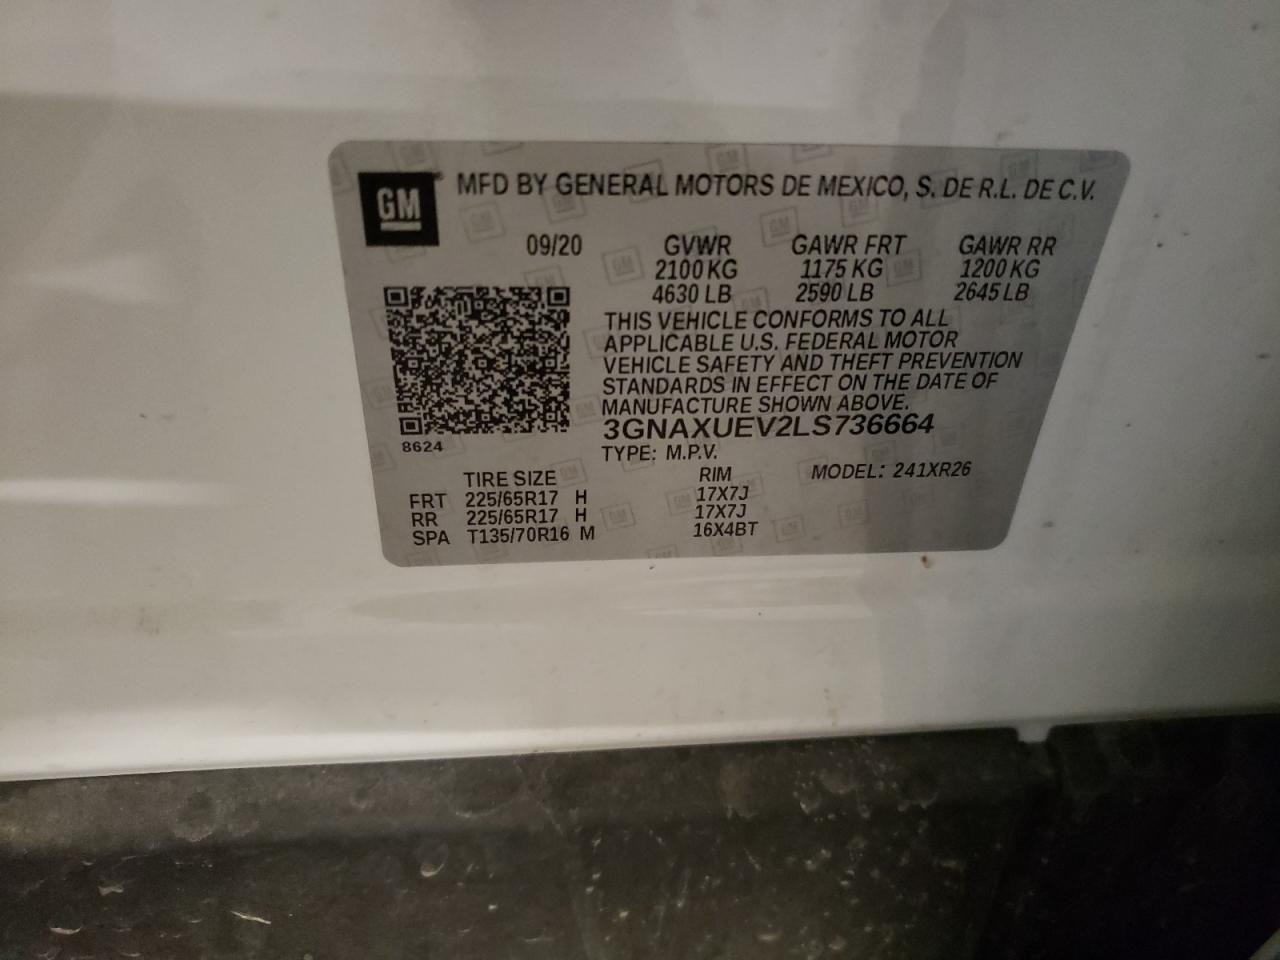 GM
MFD BY GENERAL MOTORS DE MEXICO, S. DE R.L. DE C.V.
09/20 GVWR GAWR FRT GAWR RR
2100 KG 1175 KG 1200 KG
4630 LB 2590 LB 2645 LB
THIS VEHICLE CONFORMS TO ALL
APPLICABLE U.S. FEDERAL MOTOR
VEHICLE SAFETY AND THEFT PREVENTION
STANDARDS IN EFFECT ON THE DATE OF
MANUFACTURE SHOWN ABOVE.
3GNAXUEV2LS736664
8624
TYPE: M.P.V.
TIRE SIZE RIM MODEL: 241XR26
FRT 225/65R17 H 17X7J
RR 225/65R17 H 17X7J
SPA T135/70R16 M 16X4BT